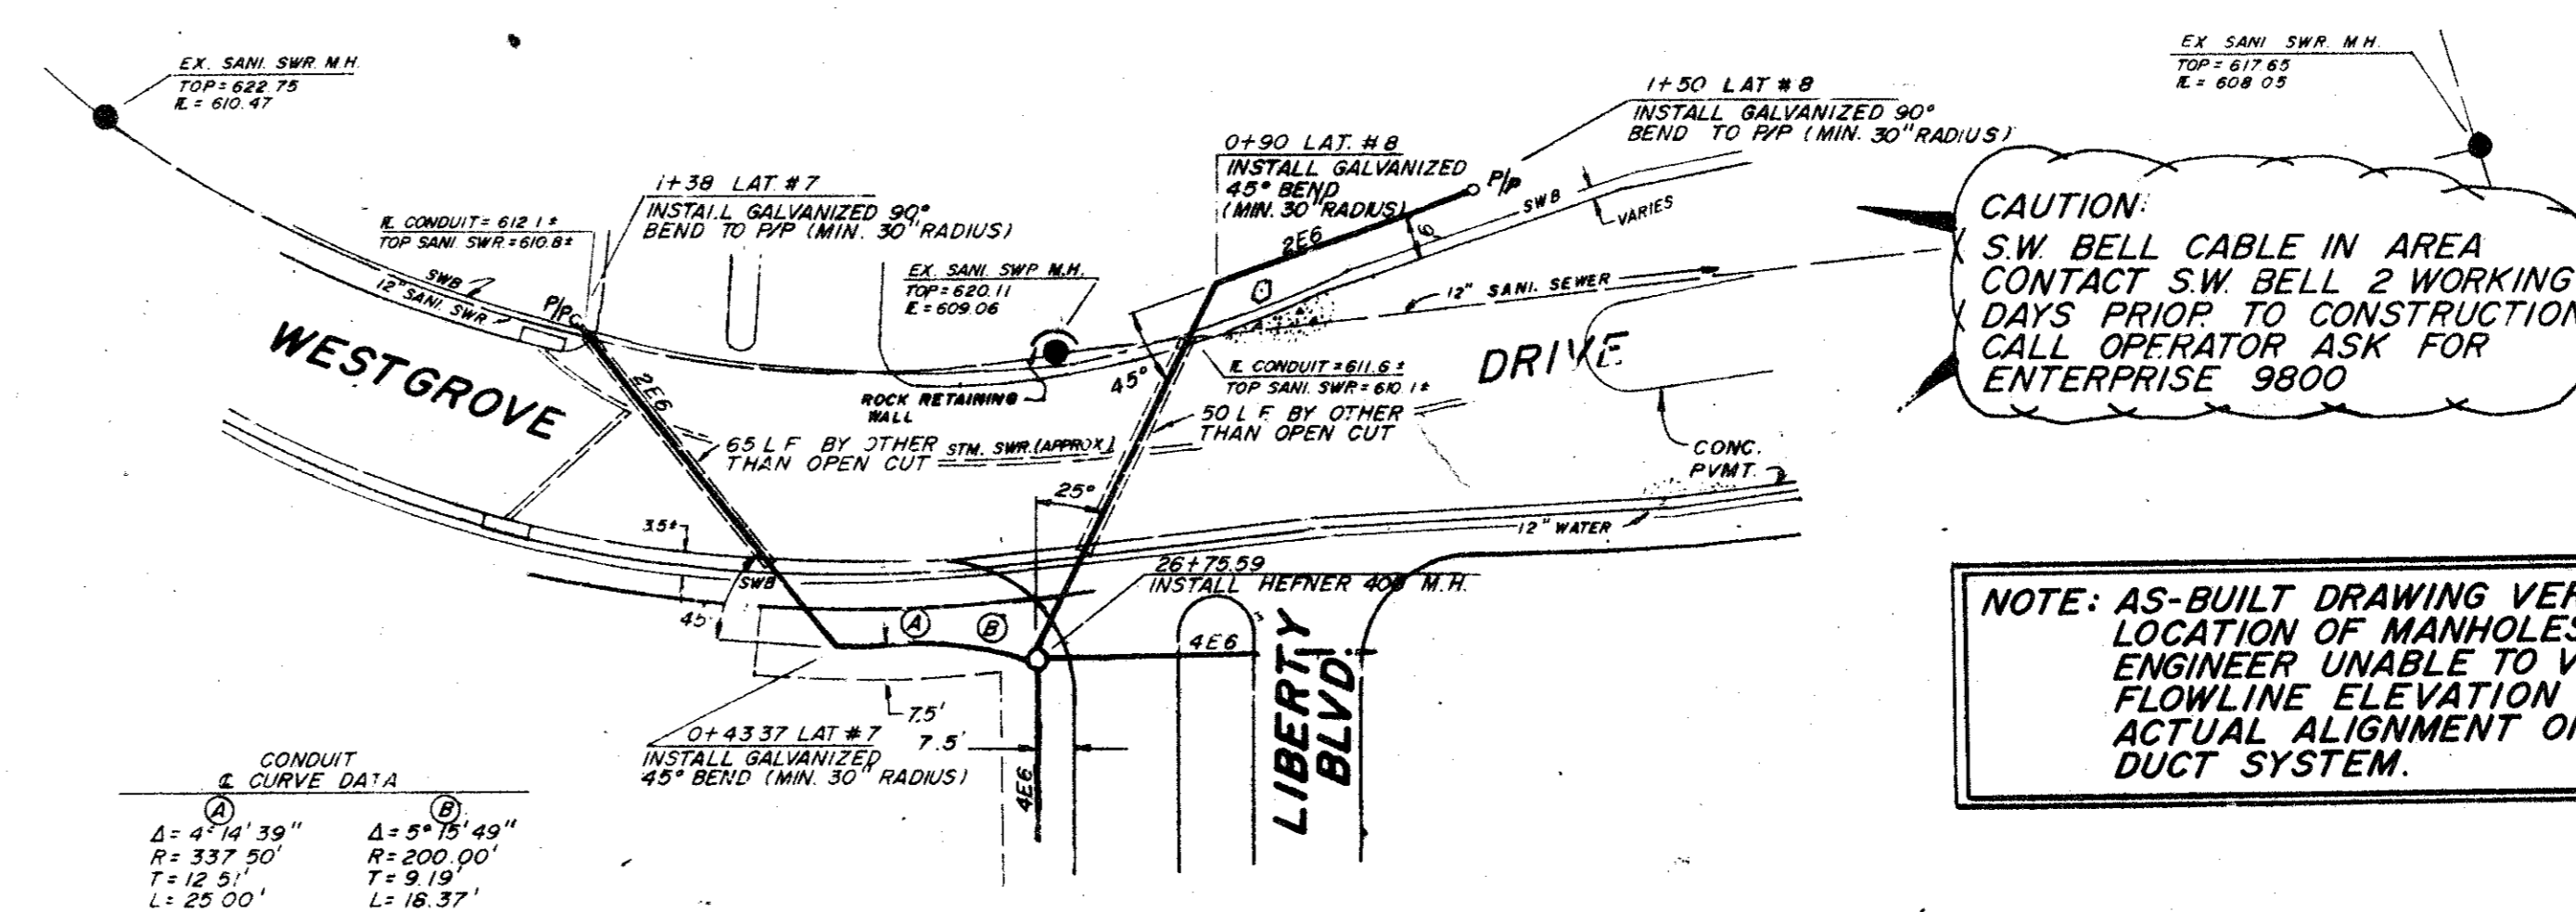 EX. SANI. SWR. M.H.
TOP = 622.75
℄ = 610.47
EX SANI SWR. M.H.
TOP = 617.65
℄ = 608 05
1+50 LAT # 8
INSTALL GALVANIZED 90°
BEND TO P/P (MIN. 30" RADIUS)
0+90 LAT. # 8
INSTALL GALVANIZED
45° BEND
(MIN. 30" RADIUS)
P/P
SWB
VARIES
2E6
1+38 LAT. # 7
INSTALL GALVANIZED 90°
BEND TO P/P (MIN. 30" RADIUS)
℄ CONDUIT = 612 1 ±
TOP SANI. SWR = 610.8±
SWB
12" SANI. SWR
P/P
EX. SANI. SWR M.H.
TOP = 620.11
℄ = 609.06
12" SANI. SEWER
CAUTION:
S.W. BELL CABLE IN AREA
CONTACT S.W. BELL 2 WORKING
DAYS PRIOR TO CONSTRUCTION
CALL OPERATOR ASK FOR
ENTERPRISE 9800
WESTGROVE
DRIVE
2E6
ROCK RETAINING
WALL
45°
℄ CONDUIT = 611.6 ±
TOP SANI. SWR = 610.1±
65 L F BY OTHER
THAN OPEN CUT
STM. SWR. (APPROX.)
50 L F BY OTHER
THAN OPEN CUT
CONC.
PVMT.
25°
3.5±
12" WATER
SWB
45°
26+75.59
INSTALL HEFNER 40 M.H.
A
B
4E6
LIBERTY
BLVD.
7.5'
7.5'
0+43 37 LAT # 7
INSTALL GALVANIZED
45° BEND (MIN. 30" RADIUS)
4E6
NOTE: AS-BUILT DRAWING VER
LOCATION OF MANHOLES
ENGINEER UNABLE TO V
FLOWLINE ELEVATION
ACTUAL ALIGNMENT O
DUCT SYSTEM.
CONDUIT
℄ CURVE DATA
A
Δ = 4° 14' 39"
R = 337 50'
T = 12 51'
L = 25 00'
B
Δ = 5° 15' 49"
R = 200.00'
T = 9.19'
L = 18.37'